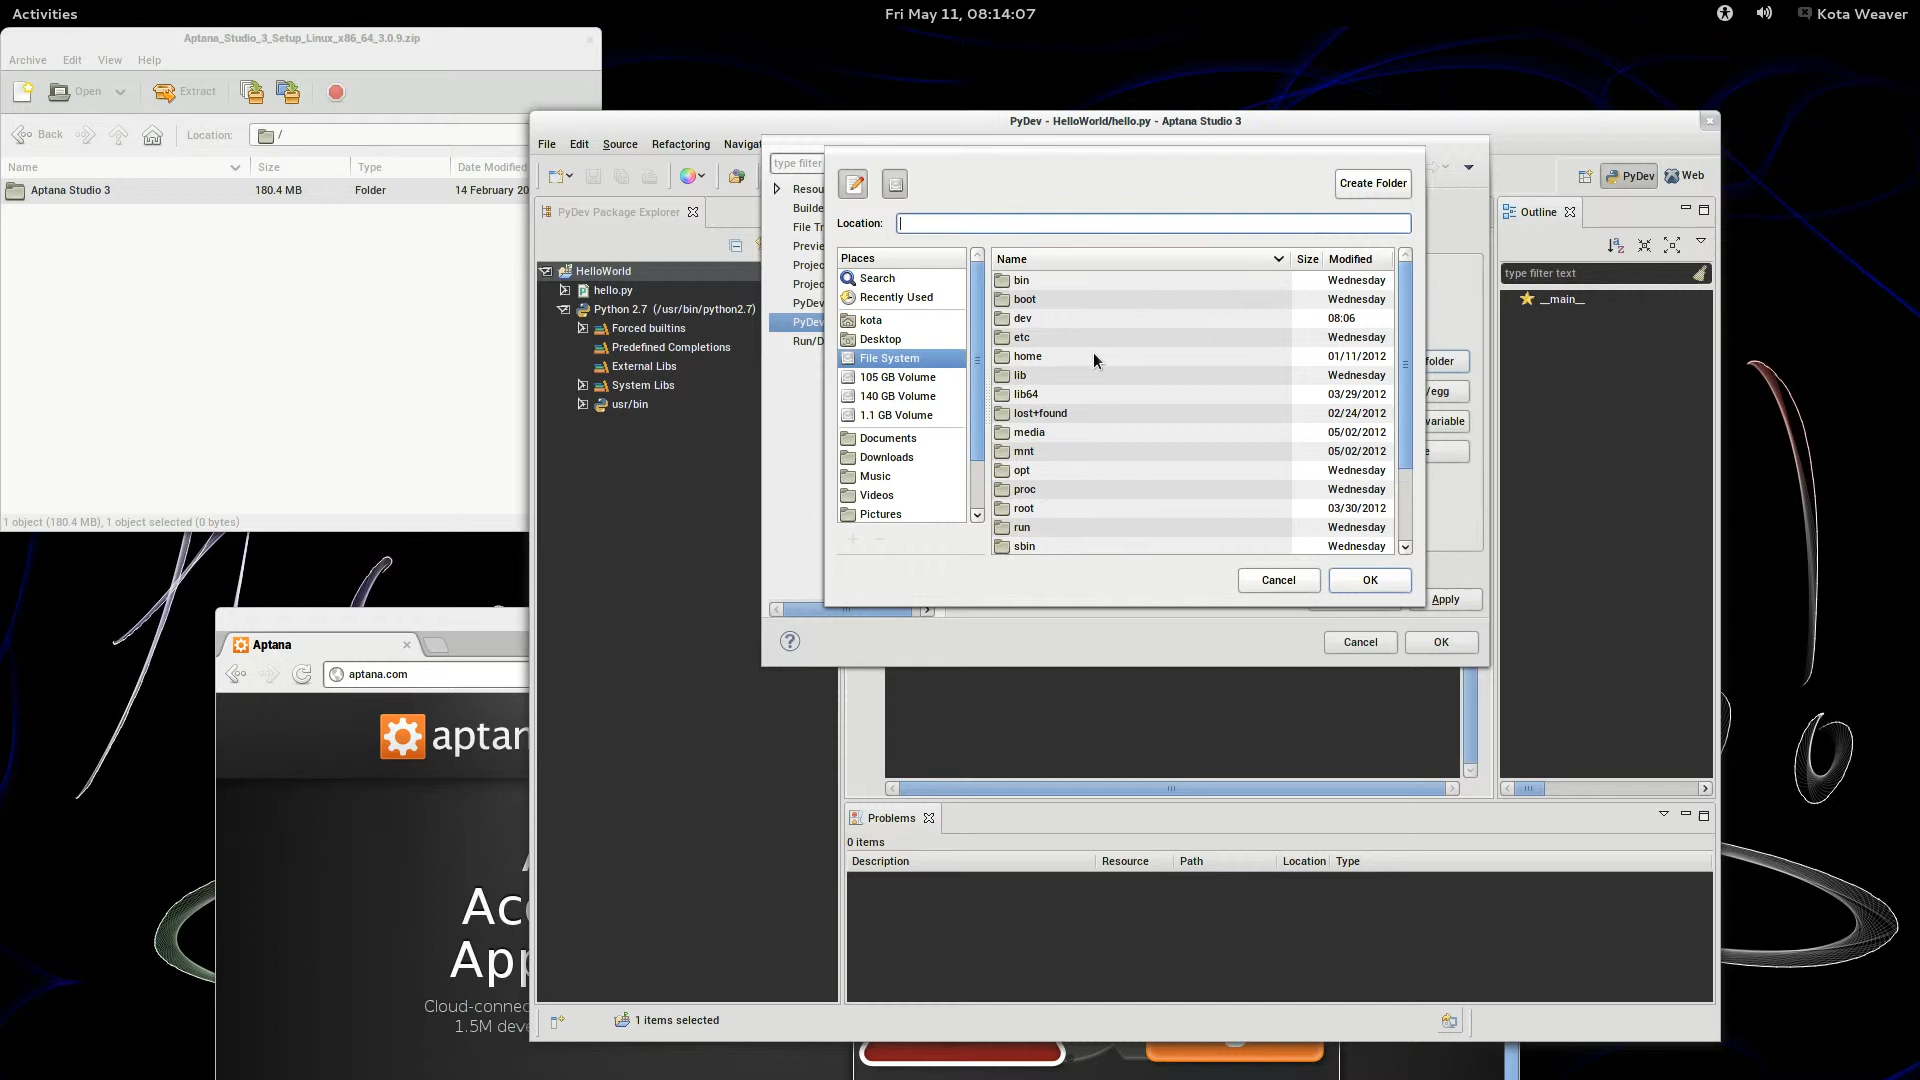 Activities
Fri May 11, 08:14:07
Kota Weaver
Aptana_Studio_3_Setup_Linux_x86_64_3.0.9.zip
Archive Edit View Help
Open Extract
Back Location: /
Name Size Type Date Modified
Aptana Studio 3 180.4 MB Folder 14 February 20
1 object (180.4 MB), 1 object selected (0 bytes)
PyDev - HelloWorld/hello.py - Aptana Studio 3
File Edit Source Refactoring Navigat
PyDev Web
PyDev Package Explorer
HelloWorld
hello.py
Python 2.7 (/usr/bin/python2.7)
Forced builtins
Predefined Completions
External Libs
System Libs
usr/bin
type filter
Resou
Builde
File Tr
Previe
Projec
Projec
PyDev
PyDev
Run/D
Create Folder
Location:
Places
Search
Recently Used
kota
Desktop
File System
105 GB Volume
140 GB Volume
1.1 GB Volume
Documents
Downloads
Music
Videos
Pictures
Name Size Modified
bin Wednesday
boot Wednesday
dev 08:06
etc Wednesday
home 01/11/2012
lib Wednesday
lib64 03/29/2012
lost+found 02/24/2012
media 05/02/2012
mnt 05/02/2012
opt Wednesday
proc Wednesday
root 03/30/2012
run Wednesday
sbin Wednesday
Cancel OK
folder
/egg
variable
Apply
Cancel OK
Outline
type filter text
__main__
Problems
0 items
Description Resource Path Location Type
1 items selected
Aptana
aptana.com
aptan
Ac
App
Cloud-connec
1.5M deve